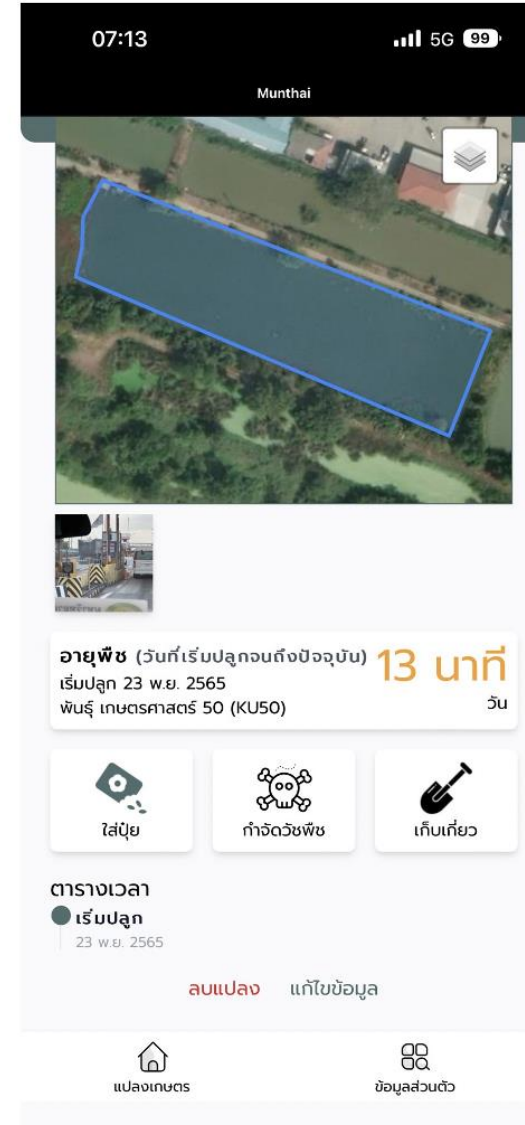 07:13
5G 99
Munthai
อายุพืช (วันที่เริ่มปลูกจนถึงปัจจุบัน)
13 นาที
เริ่มปลูก 23 พ.ย. 2565
พันธุ์ เกษตรศาสตร์ 50 (KU50)
วัน
ใส่ปุ๋ย
กำจัดวัชพืช
เก็บเกี่ยว
ตารางเวลา
เริ่มปลูก
23 พ.ย. 2565
ลบแปลง แก้ไขข้อมูล
แปลงเกษตร
ข้อมูลส่วนตัว